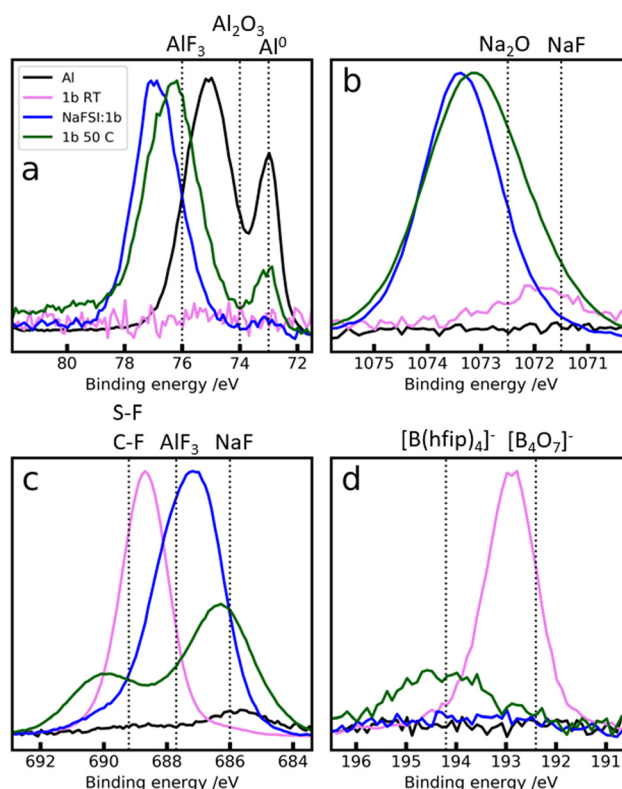 Al₂O₃
AlF₃ Al⁰
Na₂O NaF
Al
1b RT
NaFSI:1b
1b 50 C
a
b
80 78 76 74 72
1075 1074 1073 1072 1071
Binding energy /eV
Binding energy /eV
S-F
C-F AlF₃ NaF
[B(hfip)₄]⁻ [B₄O₇]⁻
c
d
692 690 688 686 684
196 195 194 193 192 191
Binding energy /eV
Binding energy /eV